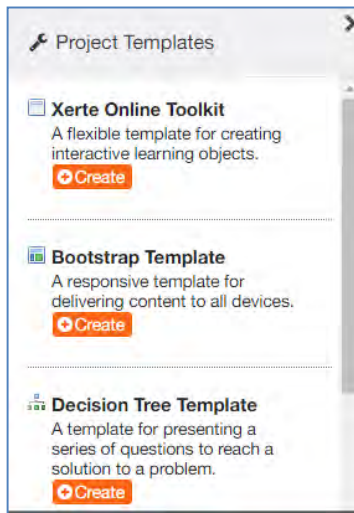 Project Templates
Xerte Online Toolkit
A flexible template for creating
interactive learning objects.
Create
Bootstrap Template
A responsive template for
delivering content to all devices.
Create
Decision Tree Template
A template for presenting a
series of questions to reach a
solution to a problem.
Create